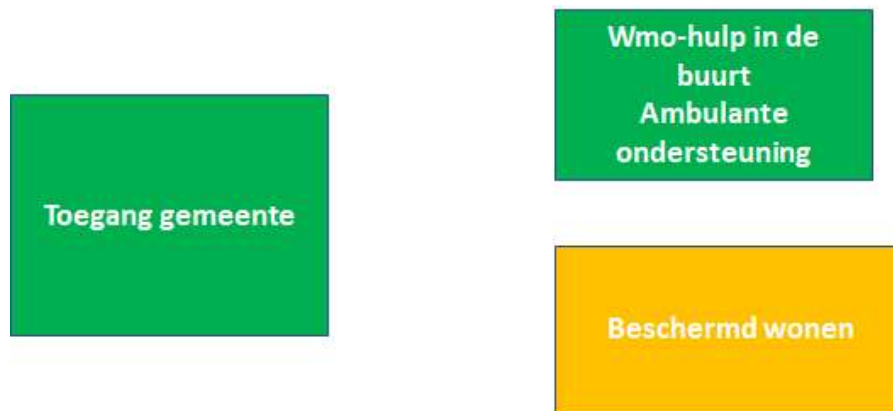 Toegang gemeente
Wmo-hulp in de
buurt
Ambulante
ondersteuning
Beschermd wonen